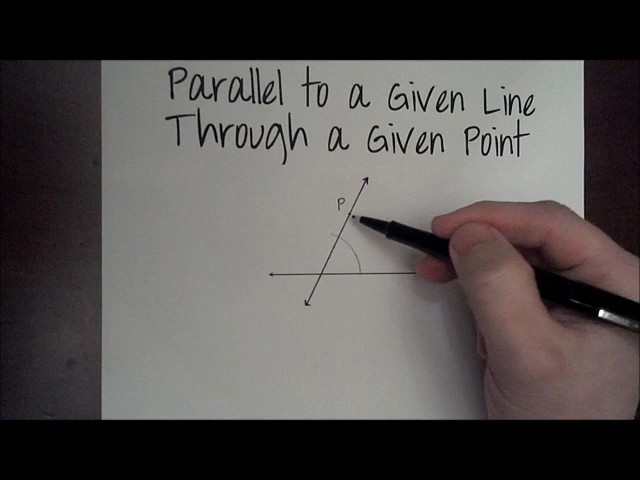 Parallel to a Given Line
Through a Given Point
P